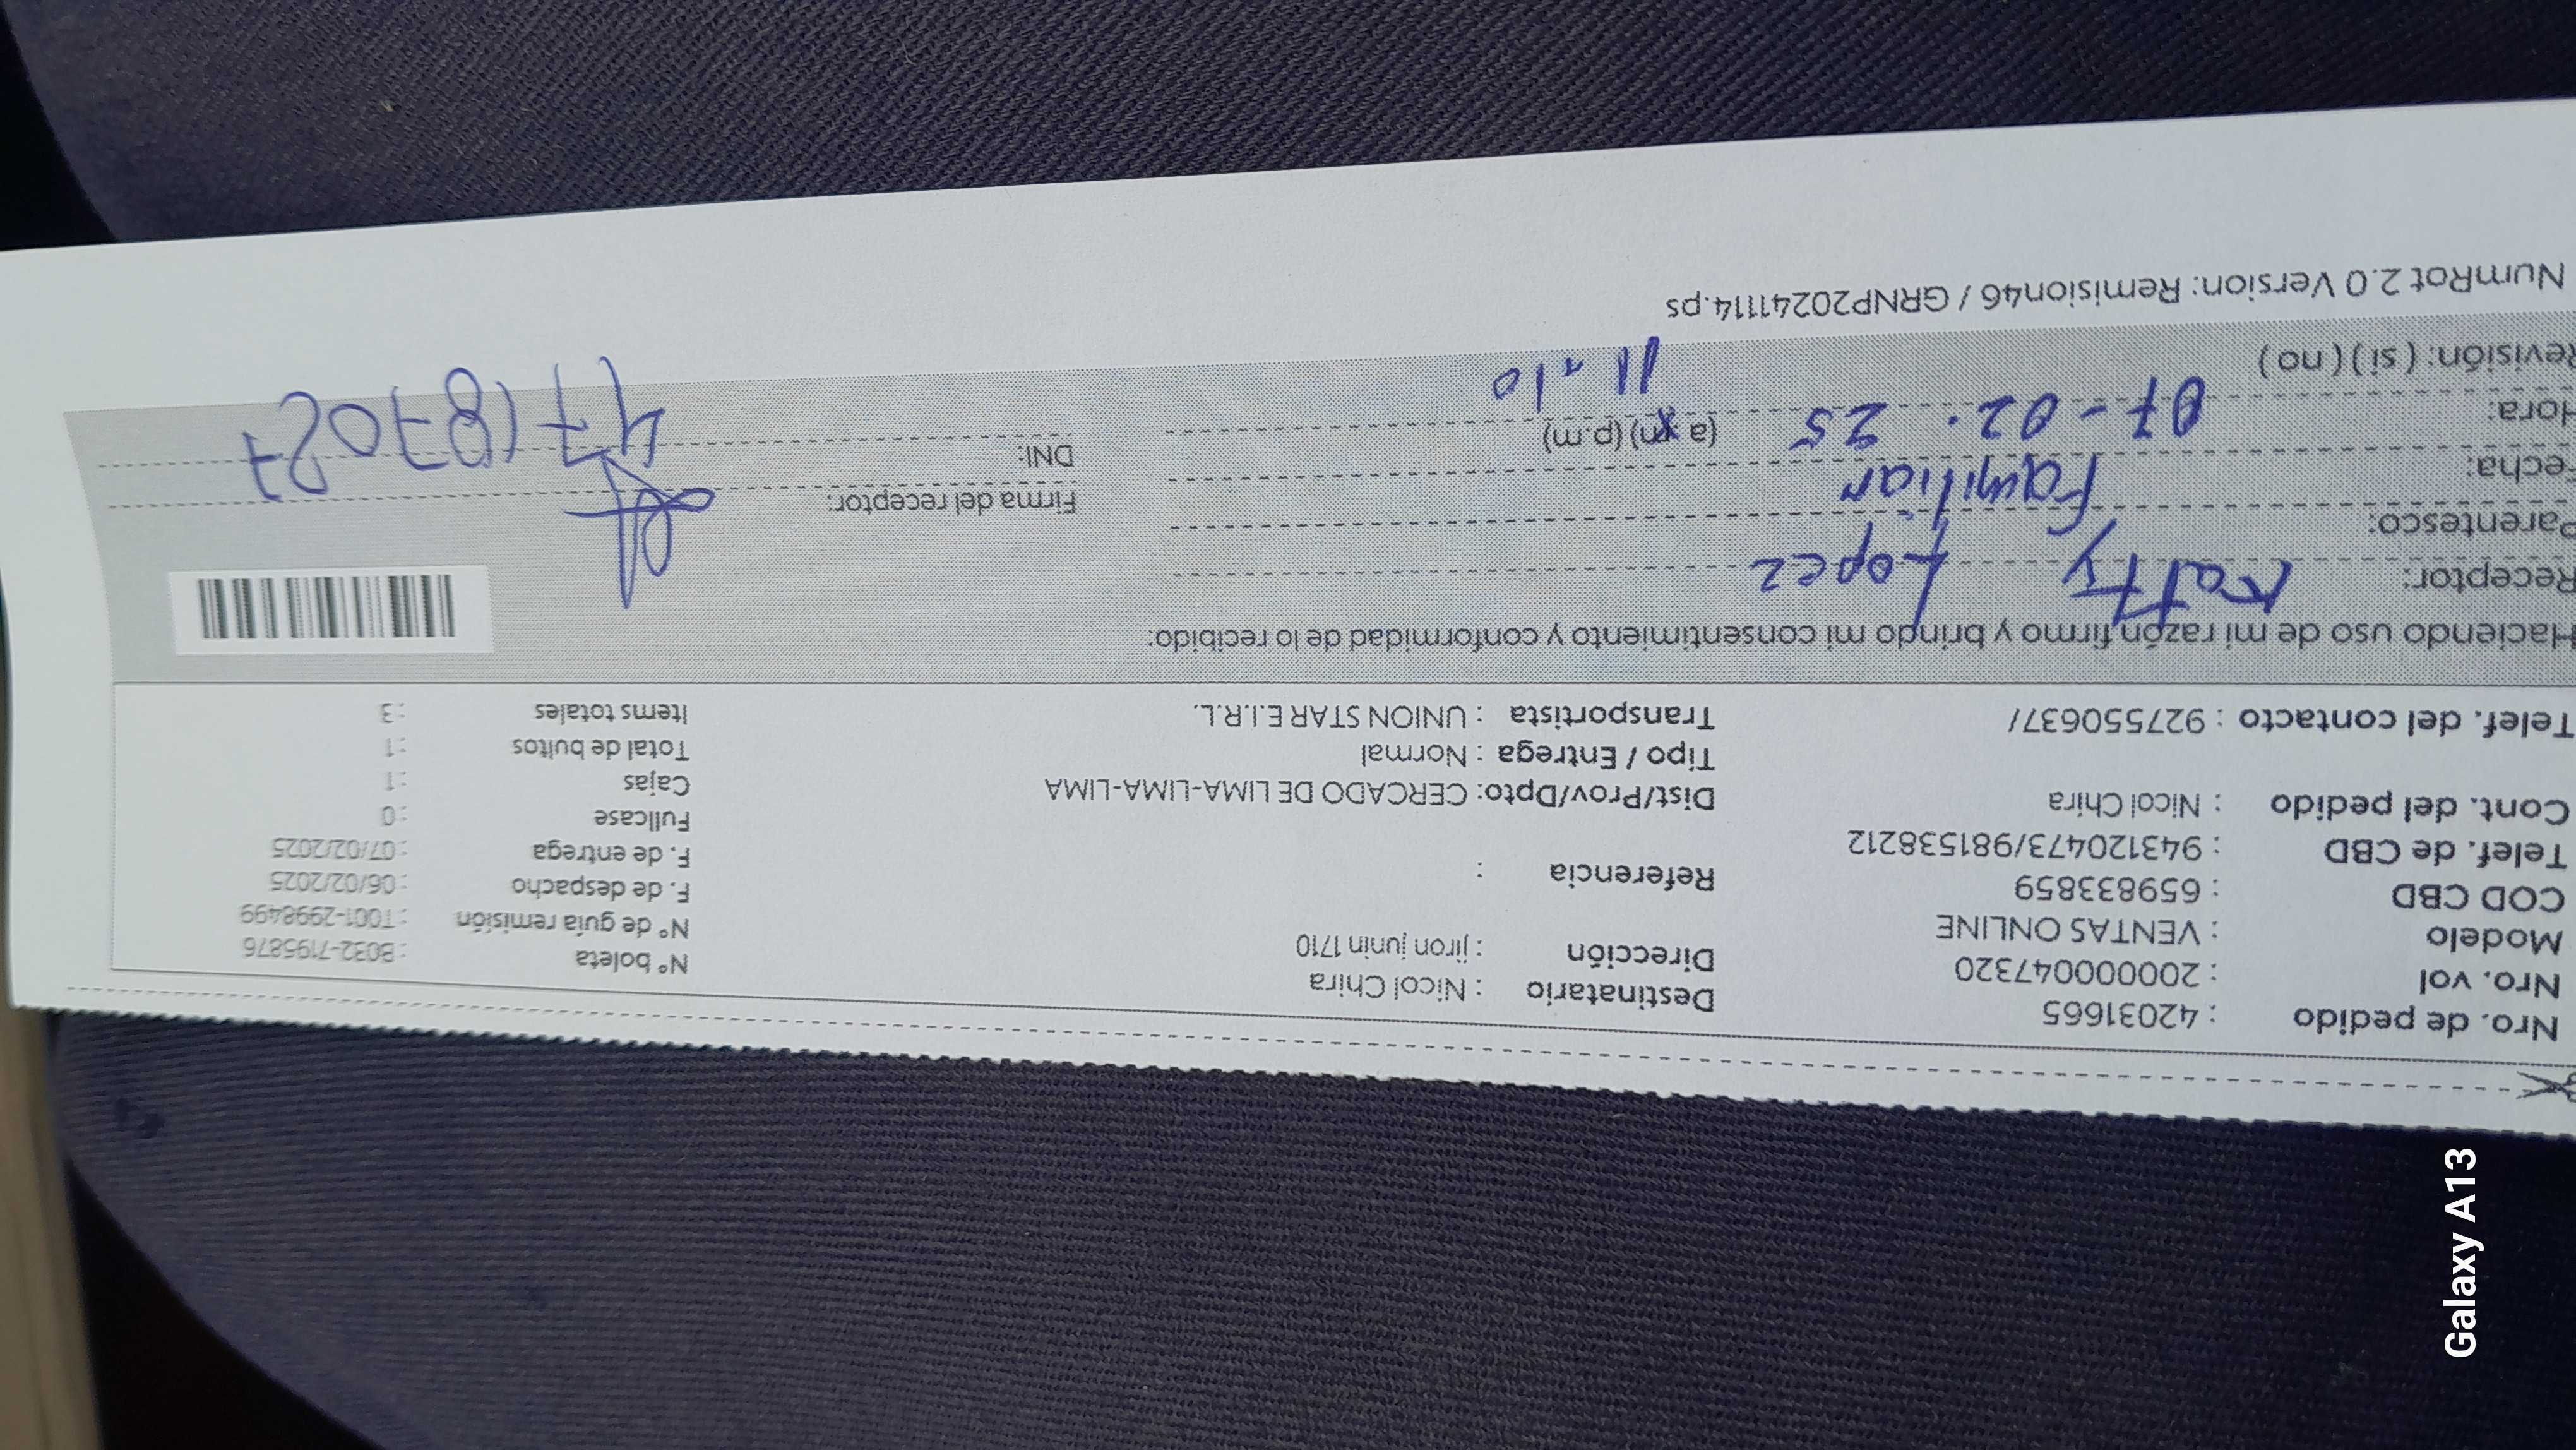 Nro. de pedido : 42031665
Nro. vol : 20000047320
Modelo : VENTAS ONLINE
COD CBD : 659833859
Telef. de CBD : 943120473/981538212
Cont. del pedido : Nicol Chira
Telef. del contacto : 927550637/
Destinatario : Nicol Chira
Dirección : jiron junin 1710
Referencia :
Dist/Prov/Dpto: CERCADO DE LIMA-LIMA-LIMA
Tipo / Entrega : Normal
Transportista : UNION STAR E.I.R.L.
N° boleta : B032-7195876
N° de guía remisión : T001-2998499
F. de despacho : 06/02/2025
F. de entrega : 07/02/2025
Fullcase : 0
Cajas : 1
Total de bultos : 1
Items totales : 3
Haciendo uso de mi razón firmo y brindo mi consentimiento y conformidad de lo recibido:
Receptor: Katty Lopez
Parentesco: Familiar
Fecha: 07-02. 25
Hora: (a.m) (p.m) 11:10
Revisión: (si) (no)
Firma del receptor:
DNI:
NumRot 2.0 Version: Remision46 / GRNP20241114.ps
Galaxy A13